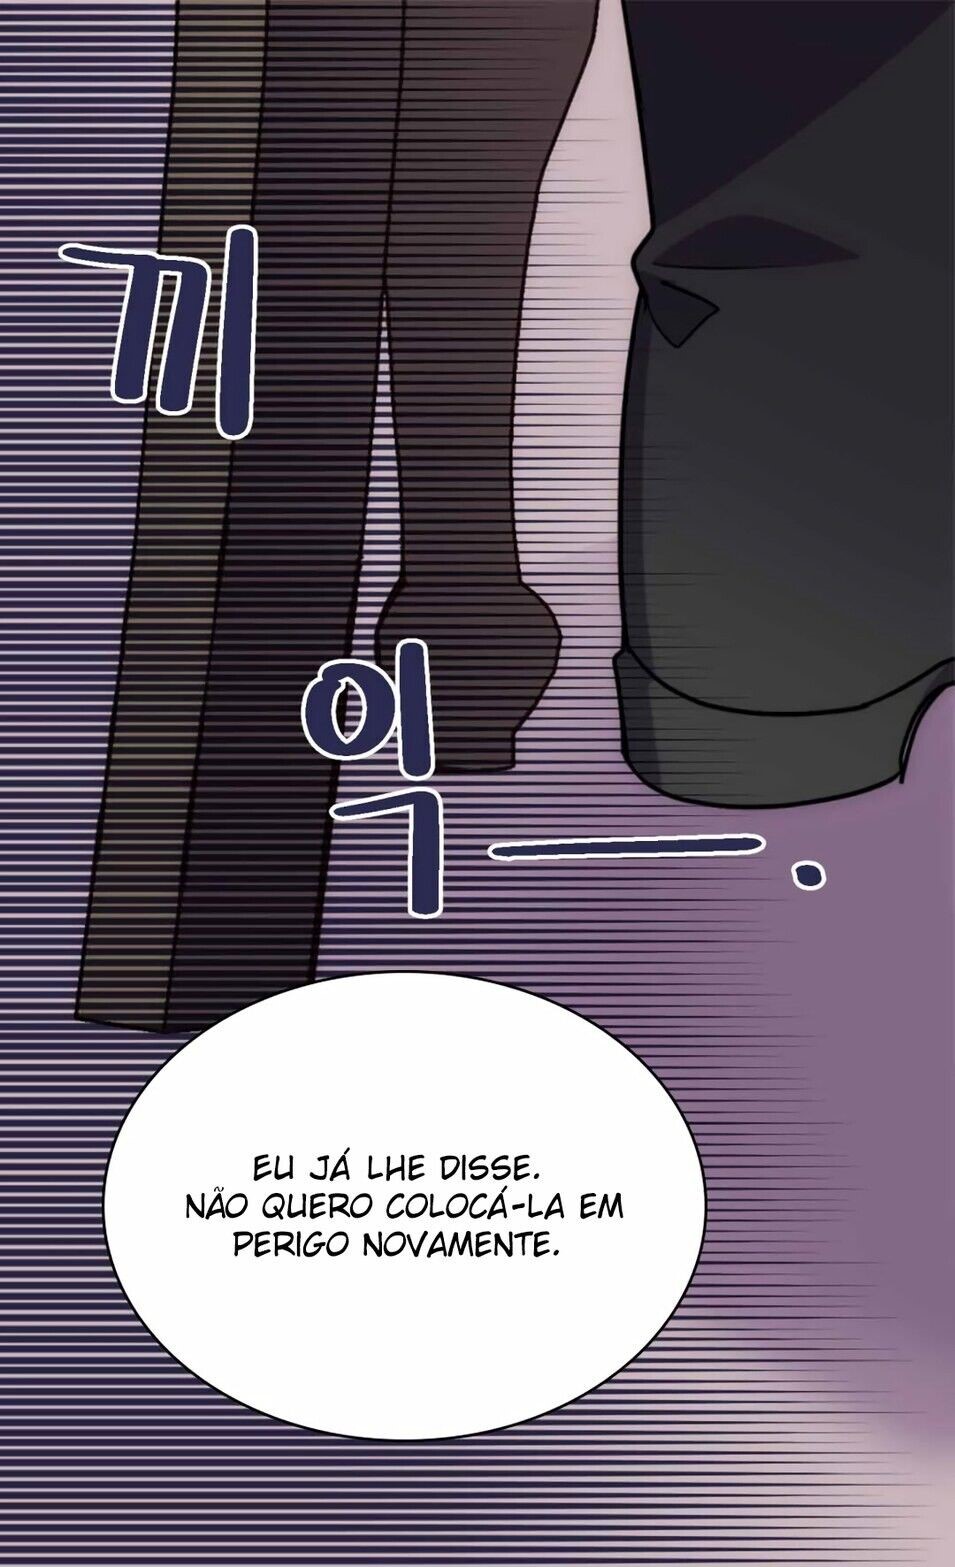 끼
이
ㄱ—.
EU JÁ LHE DISSE.
NÃO QUERO COLOCÁ-LA EM
PERIGO NOVAMENTE.